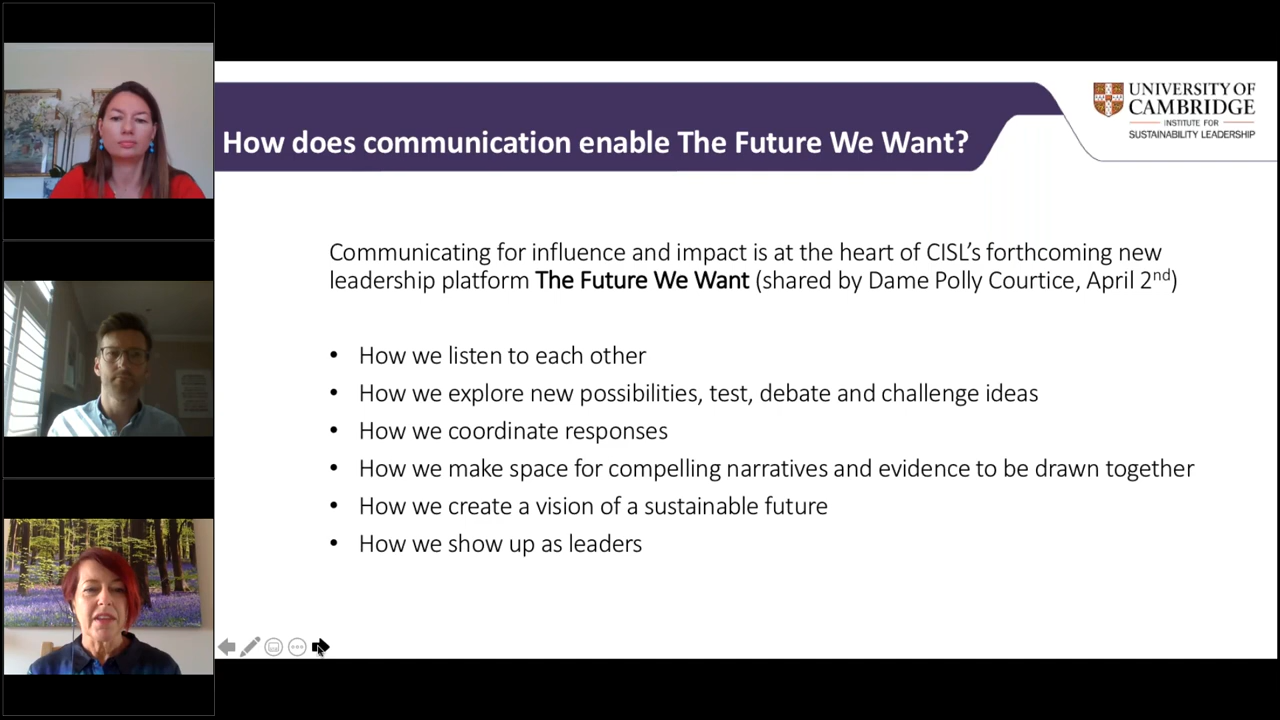 How does communication enable The Future We Want?
UNIVERSITY OF
CAMBRIDGE
INSTITUTE FOR
SUSTAINABILITY LEADERSHIP
Communicating for influence and impact is at the heart of CISL’s forthcoming new
leadership platform The Future We Want (shared by Dame Polly Courtice, April 2nd)
• How we listen to each other
• How we explore new possibilities, test, debate and challenge ideas
• How we coordinate responses
• How we make space for compelling narratives and evidence to be drawn together
• How we create a vision of a sustainable future
• How we show up as leaders